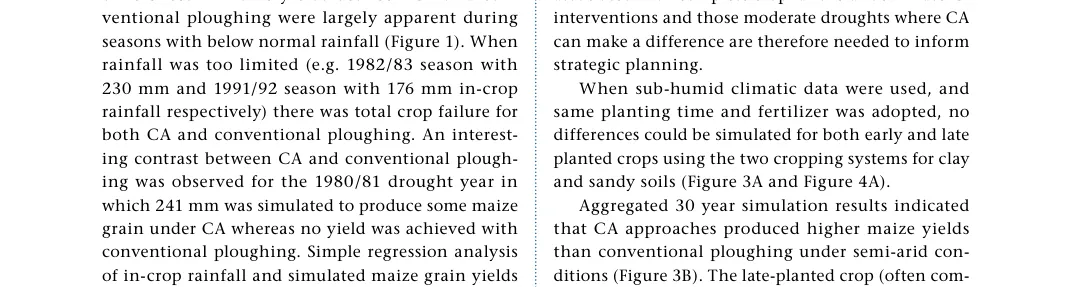 ventional ploughing were largely apparent during
seasons with below normal rainfall (Figure 1). When
rainfall was too limited (e.g. 1982/83 season with
230 mm and 1991/92 season with 176 mm in-crop
rainfall respectively) there was total crop failure for
both CA and conventional ploughing. An interest-
ing contrast between CA and conventional plough-
ing was observed for the 1980/81 drought year in
which 241 mm was simulated to produce some maize
grain under CA whereas no yield was achieved with
conventional ploughing. Simple regression analysis
of in-crop rainfall and simulated maize grain yields
interventions and those moderate droughts where CA
can make a difference are therefore needed to inform
strategic planning.
When sub-humid climatic data were used, and
same planting time and fertilizer was adopted, no
differences could be simulated for both early and late
planted crops using the two cropping systems for clay
and sandy soils (Figure 3A and Figure 4A).
Aggregated 30 year simulation results indicated
that CA approaches produced higher maize yields
than conventional ploughing under semi-arid con-
ditions (Figure 3B). The late-planted crop (often com-